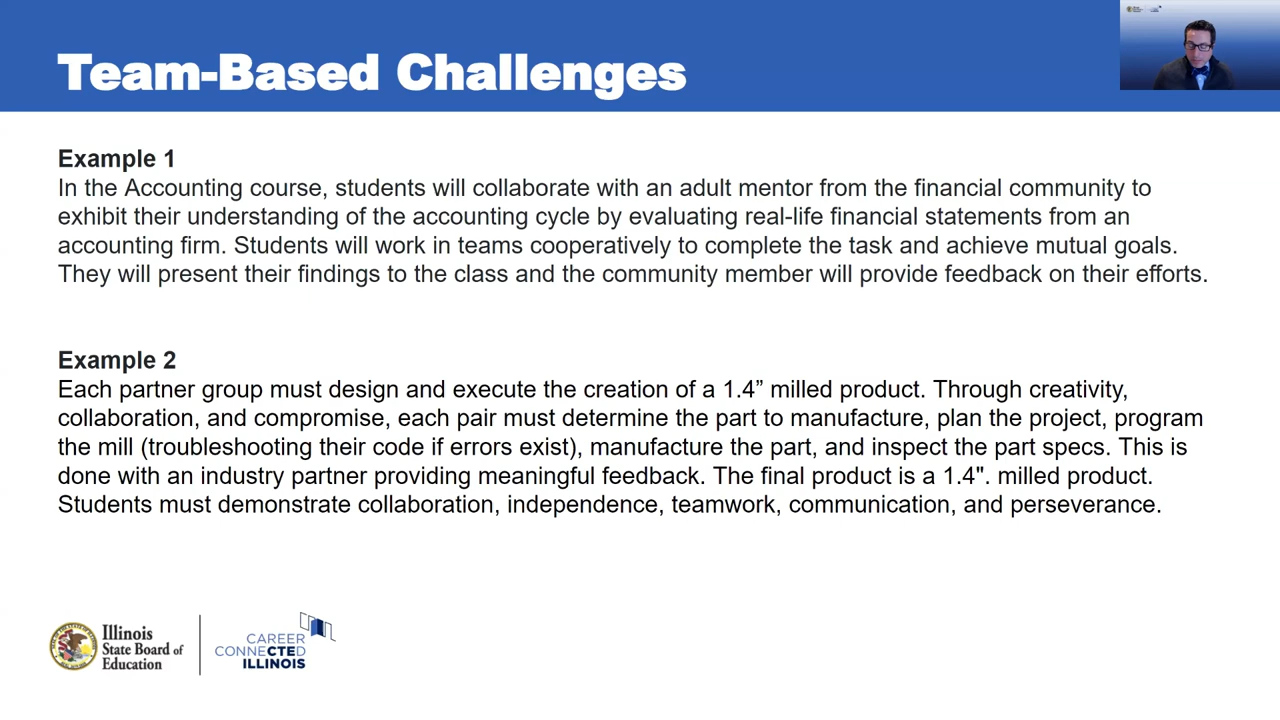 Team-Based Challenges
Example 1
In the Accounting course, students will collaborate with an adult mentor from the financial community to
exhibit their understanding of the accounting cycle by evaluating real-life financial statements from an
accounting firm. Students will work in teams cooperatively to complete the task and achieve mutual goals.
They will present their findings to the class and the community member will provide feedback on their efforts.
Example 2
Each partner group must design and execute the creation of a 1.4” milled product. Through creativity,
collaboration, and compromise, each pair must determine the part to manufacture, plan the project, program
the mill (troubleshooting their code if errors exist), manufacture the part, and inspect the part specs. This is
done with an industry partner providing meaningful feedback. The final product is a 1.4". milled product.
Students must demonstrate collaboration, independence, teamwork, communication, and perseverance.
Illinois
State Board of
Education
CAREER
CONNECTED
ILLINOIS